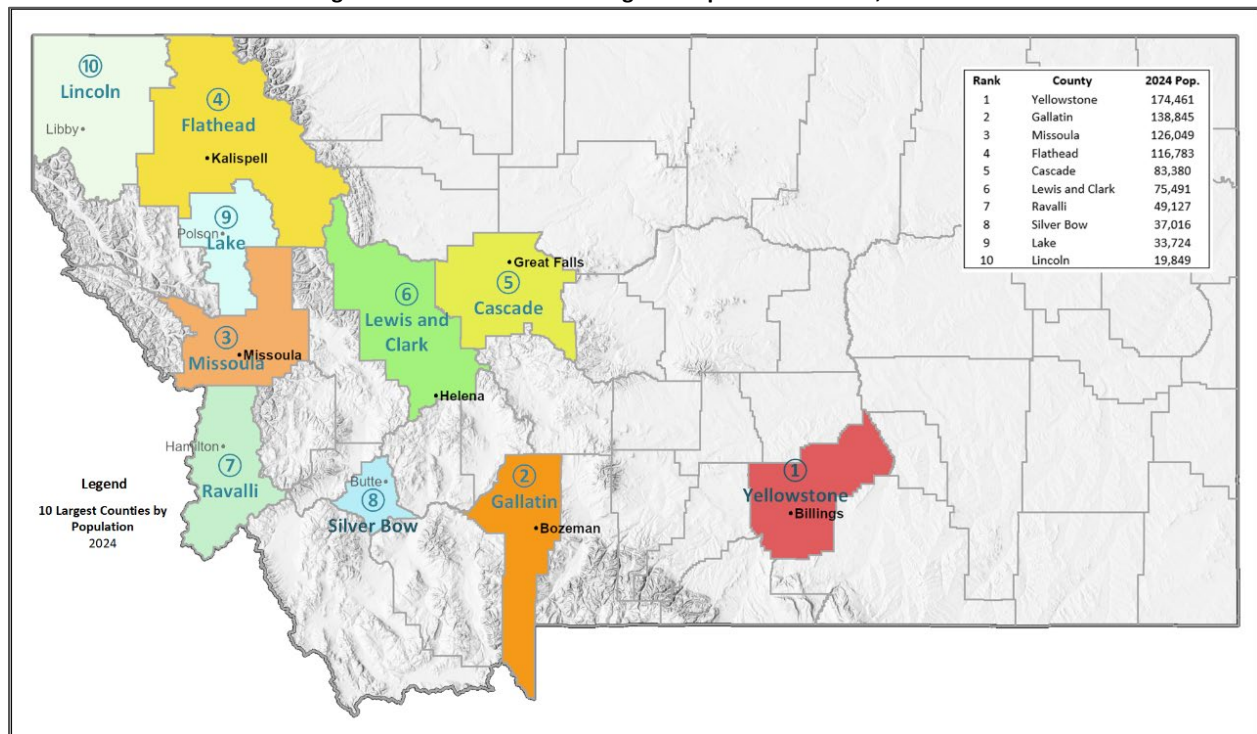 ⑩
Lincoln
Libby
④
Flathead
Kalispell
⑨
Polson
Lake
③
Missoula
Missoula
⑥
Lewis and
Clark
Helena
Great Falls
⑤
Cascade
Hamilton
⑦
Ravalli
Butte
⑧
Silver Bow
②
Gallatin
Bozeman
①
Yellowstone
Billings
Rank County 2024 Pop.
1 Yellowstone 174,461
2 Gallatin 138,845
3 Missoula 126,049
4 Flathead 116,783
5 Cascade 83,380
6 Lewis and Clark 75,491
7 Ravalli 49,127
8 Silver Bow 37,016
9 Lake 33,724
10 Lincoln 19,849
Legend
10 Largest Counties by
Population
2024